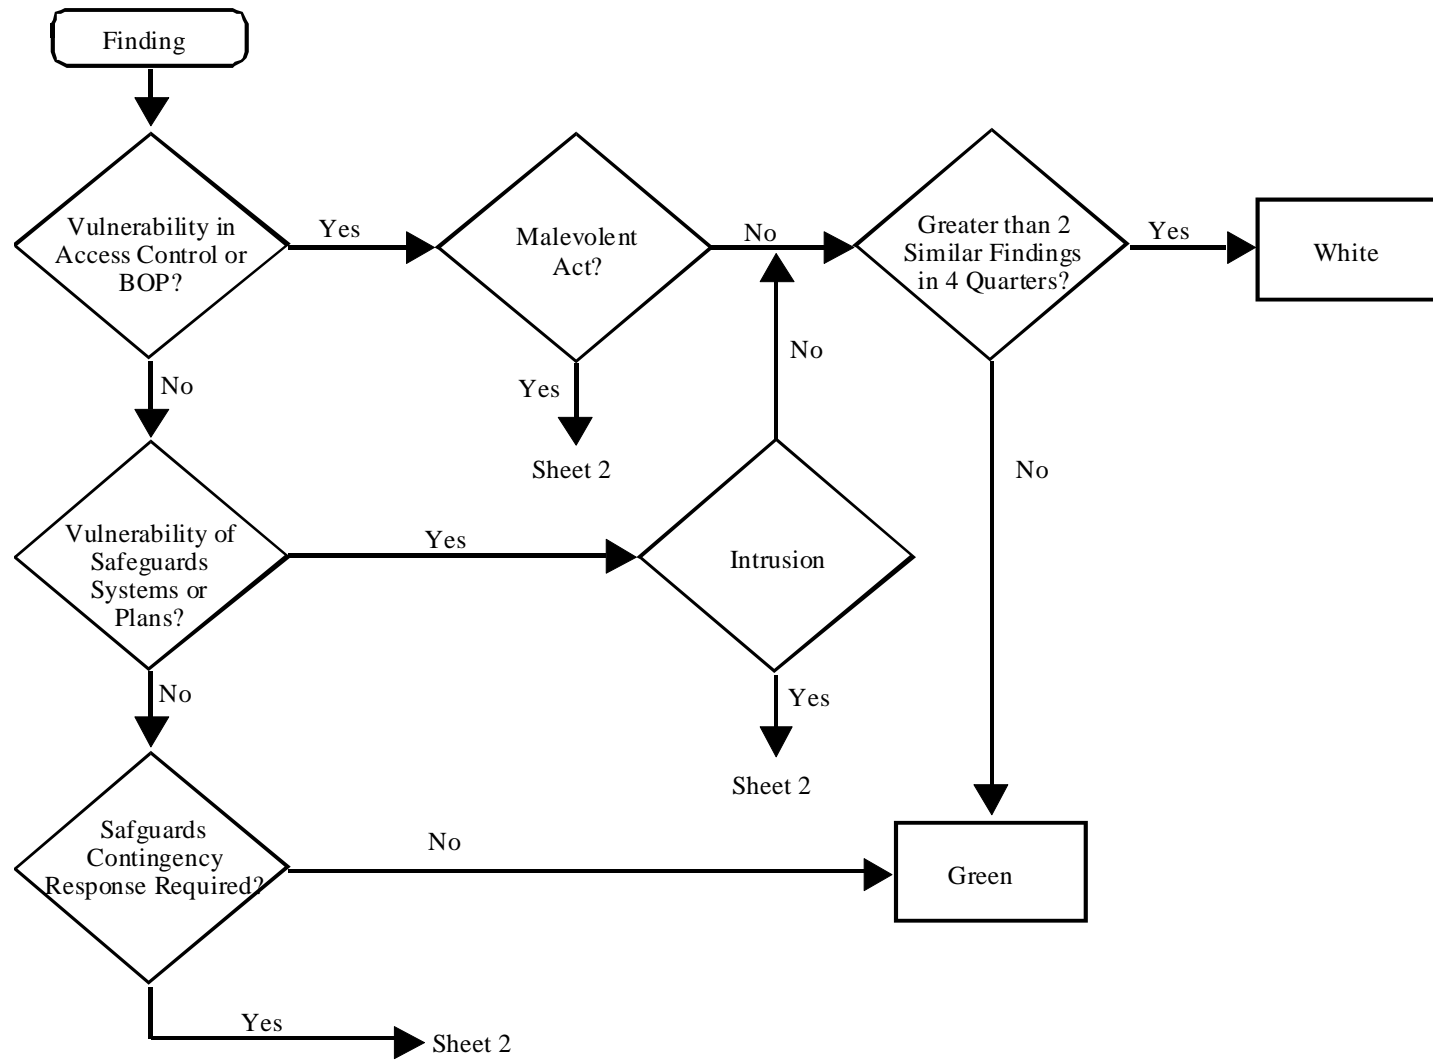 Finding
Vulnerability in
Access Control or
BOP?
Yes
Malevolent
Act?
No
Greater than 2
Similar Findings
in 4 Quarters?
Yes
White
No
Yes
Sheet 2
No
No
Vulnerability of
Safeguards
Systems or
Plans?
Yes
Intrusion
No
Yes
Sheet 2
Safguards
Contingency
Response Required?
No
Green
Yes
Sheet 2